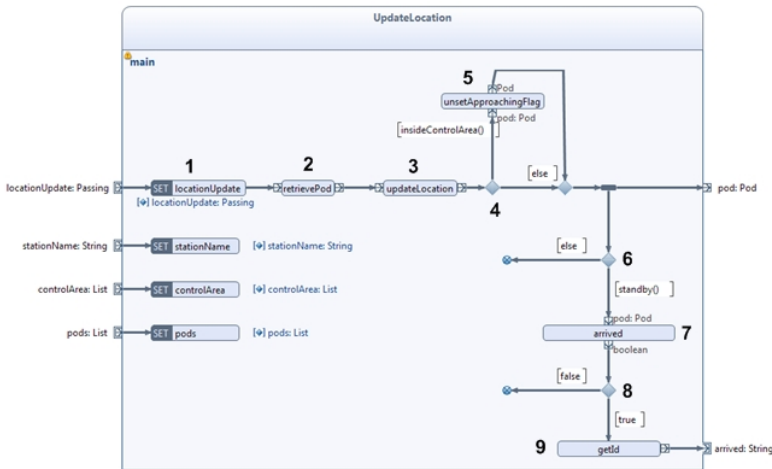 UpdateLocation
main
5
Pod
unsetApproachingFlag
pod: Pod
[insideControlArea()]
1
2
3
[else]
locationUpdate: Passing
SET locationUpdate
retrievePod
updateLocation
pod: Pod
locationUpdate: Passing
4
stationName: String
SET stationName
stationName: String
[else]
6
controlArea: List
SET controlArea
controlArea: List
[standby()]
pod: Pod
pods: List
SET pods
pods: List
arrived
7
boolean
[false]
8
[true]
9
getId
arrived: String